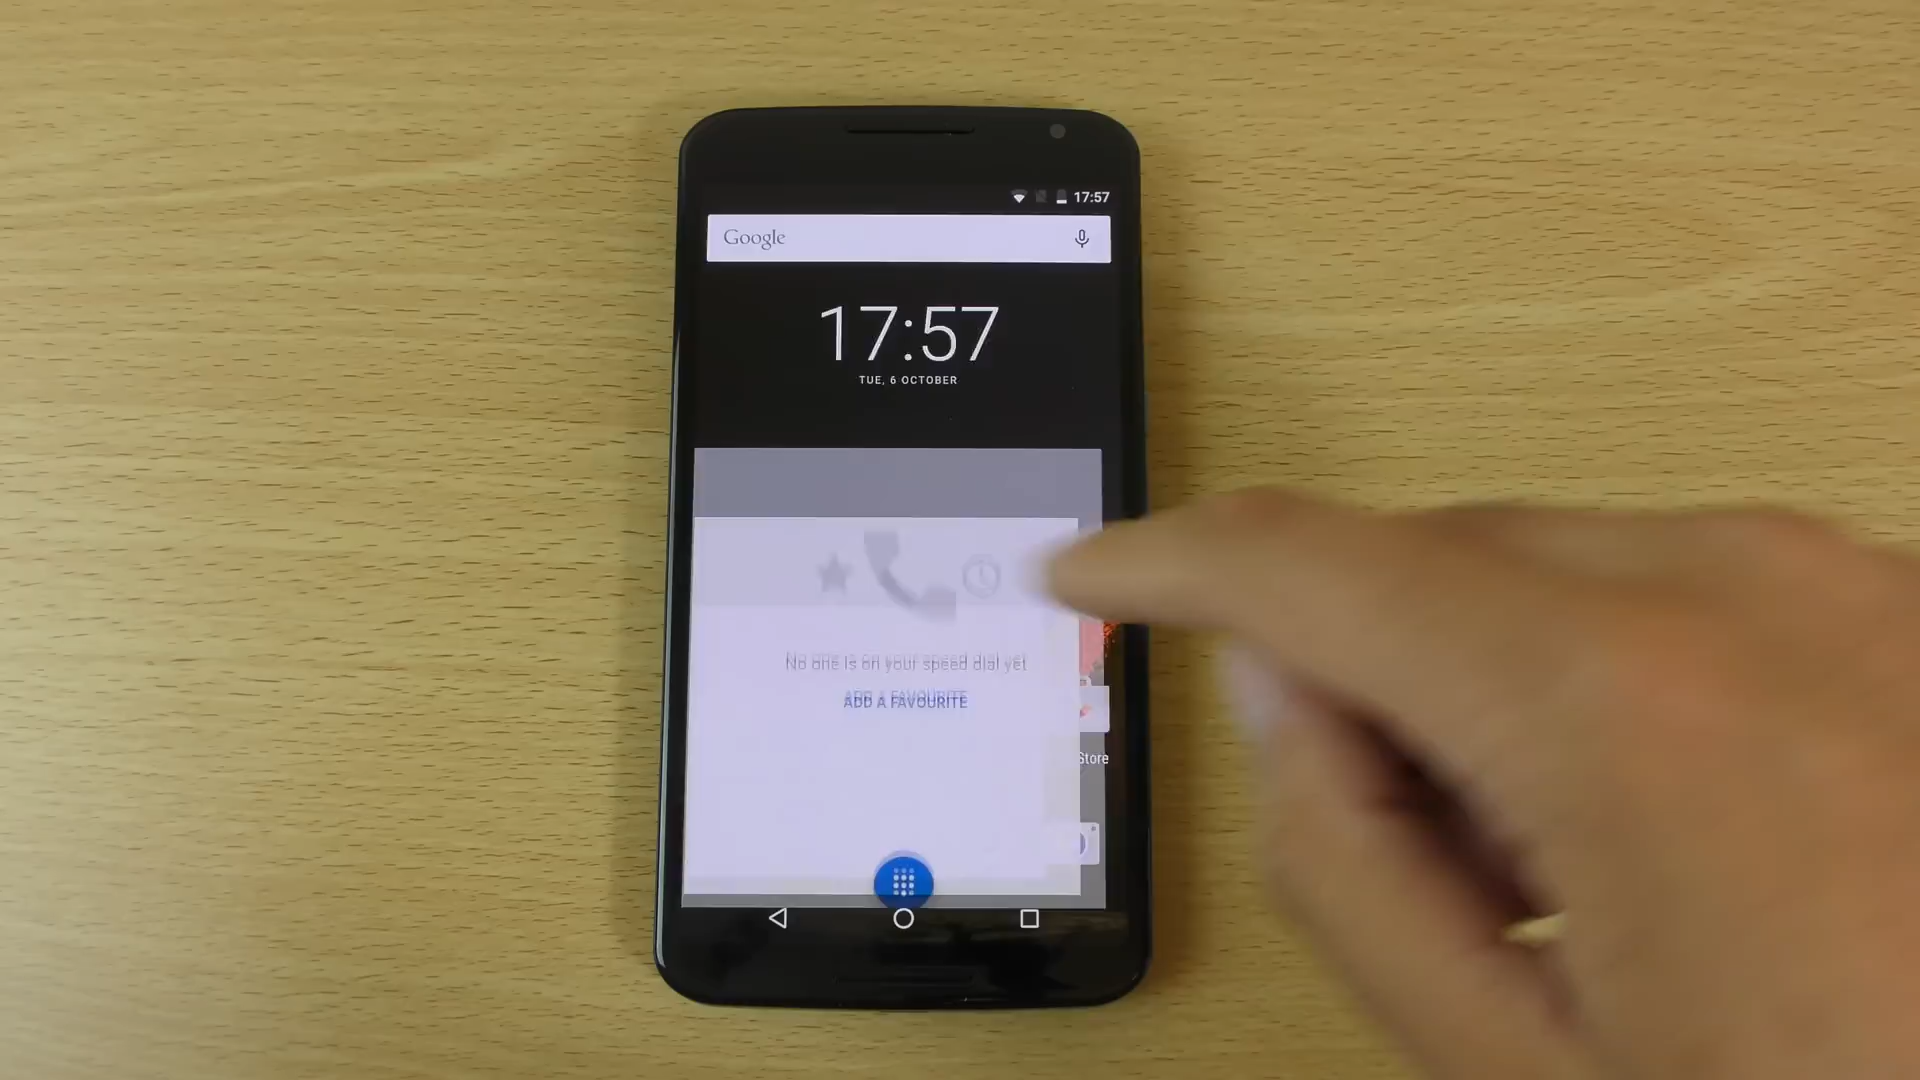 17:57
Google
17:57
TUE, 6 OCTOBER
No one is on your speed dial yet
ADD A FAVOURITE
Store